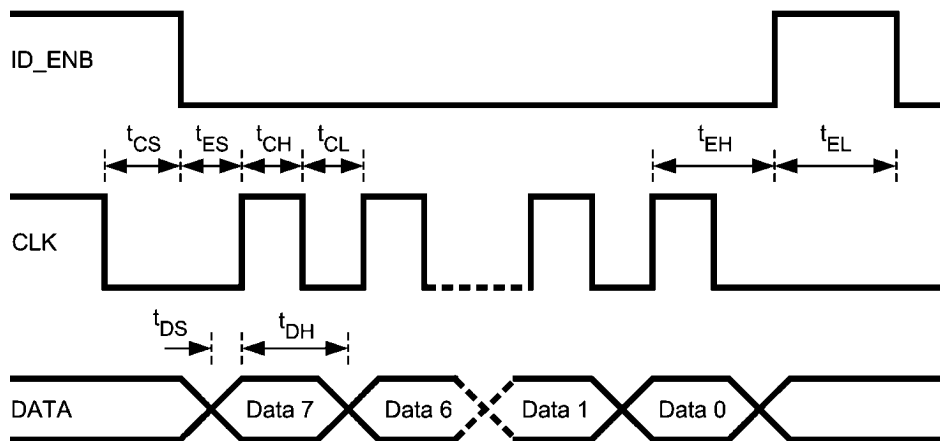 ID_ENB
tCS tES tCH tCL tEH tEL
CLK
tDS tDH
DATA Data 7 Data 6 Data 1 Data 0